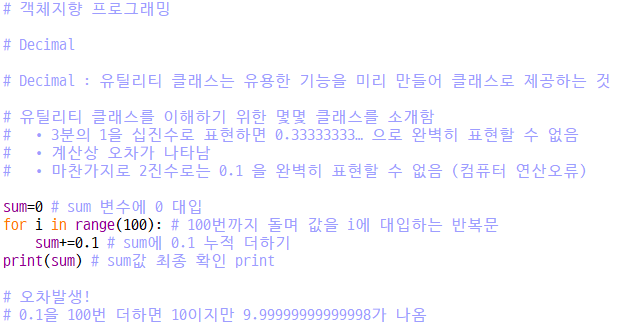 # 객체지향 프로그래밍
# Decimal
# Decimal : 유틸리티 클래스는 유용한 기능을 미리 만들어 클래스로 제공하는 것
# 유틸리티 클래스를 이해하기 위한 몇몇 클래스를 소개함
#   • 3분의 1을 십진수로 표현하면 0.33333333… 으로 완벽히 표현할 수 없음
#   • 계산상 오차가 나타남
#   • 마찬가지로 2진수로는 0.1 을 완벽히 표현할 수 없음 (컴퓨터 연산오류)
sum=0 # sum 변수에 0 대입
for i in range(100): # 100번까지 돌며 값을 i에 대입하는 반복문
    sum+=0.1 # sum에 0.1 누적 더하기
print(sum) # sum값 최종 확인 print
# 오차발생!
# 0.1을 100번 더하면 10이지만 9.99999999999998가 나옴